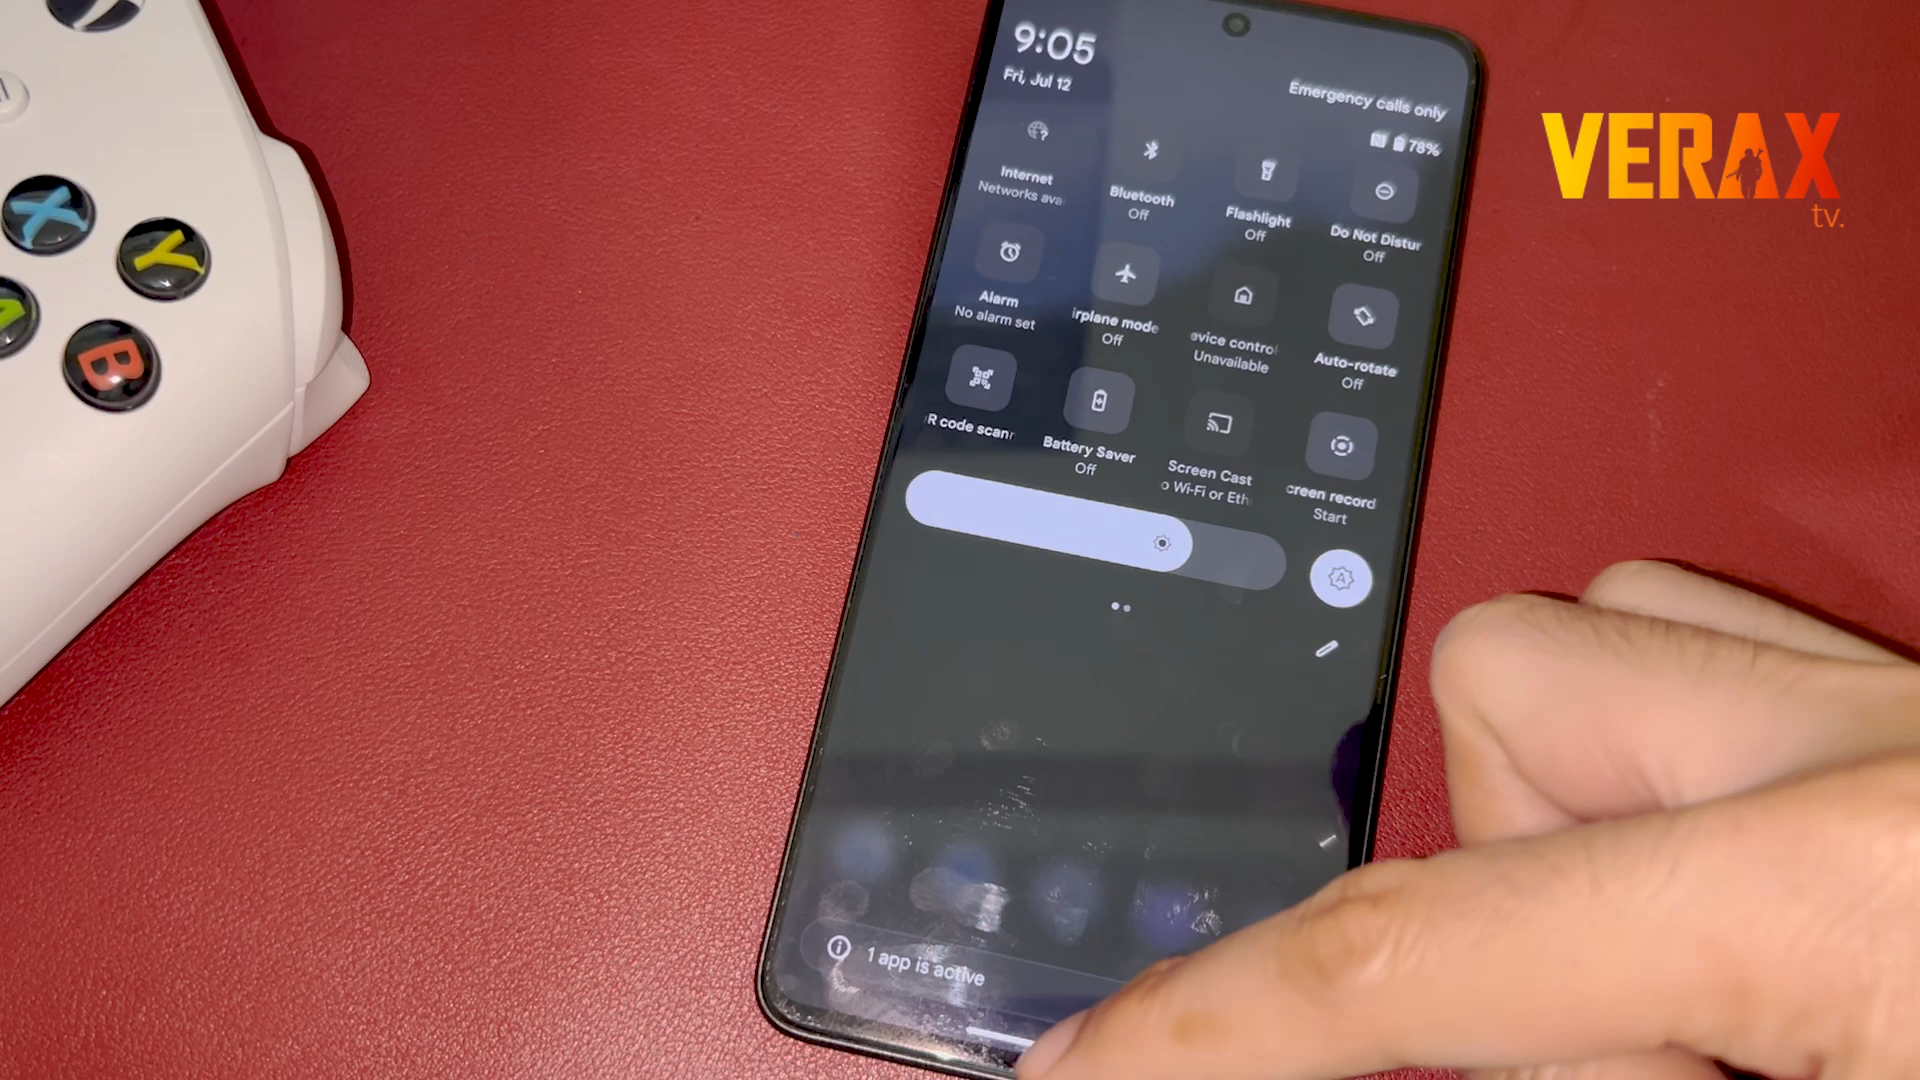 9:05
Fri, Jul 12
Emergency calls only
78%
Internet
Networks ava
Bluetooth
Off
Flashlight
Off
Do Not Distur
Off
Alarm
No alarm set
irplane mode
Off
evice control
Unavailable
Auto-rotate
Off
R code scan
Battery Saver
Off
Screen Cast
o Wi-Fi or Eth
creen record
Start
A
1 app is active
X
Y
A
B
VERAX
tv.